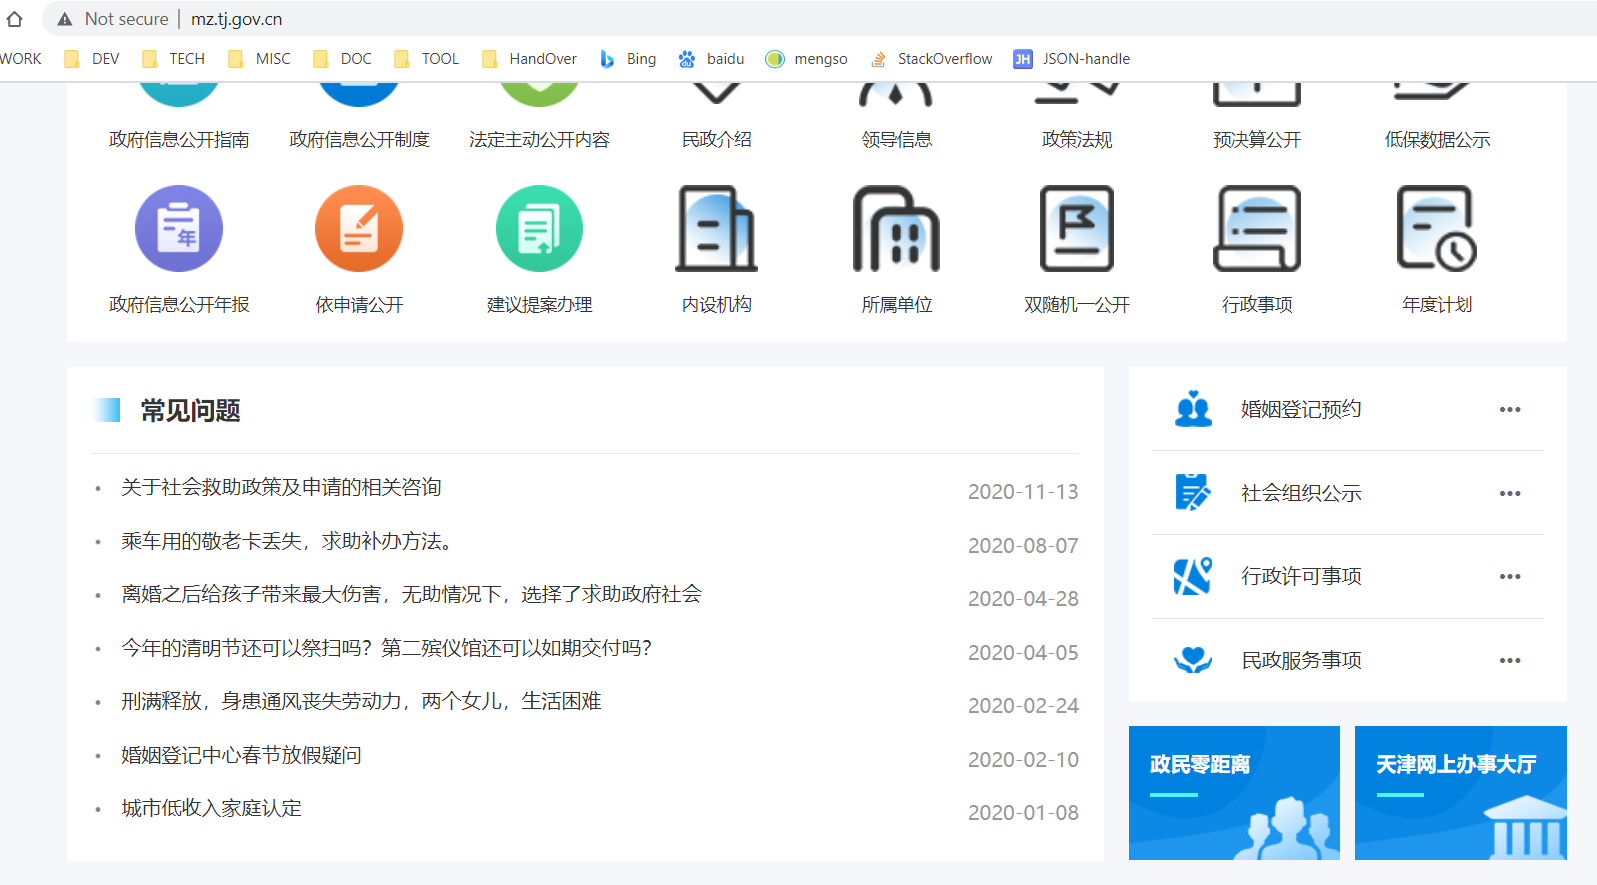 Not secure | mz.tj.gov.cn
WORK DEV TECH MISC DOC TOOL HandOver Bing baidu mengso StackOverflow JH JSON-handle
政府信息公开指南 政府信息公开制度 法定主动公开内容 民政介绍 领导信息 政策法规 预决算公开 低保数据公示
年
政府信息公开年报 依申请公开 建议提案办理 内设机构 所属单位 双随机一公开 行政事项 年度计划
常见问题
关于社会救助政策及申请的相关咨询 2020-11-13
乘车用的敬老卡丢失，求助补办方法。 2020-08-07
离婚之后给孩子带来最大伤害，无助情况下，选择了求助政府社会 2020-04-28
今年的清明节还可以祭扫吗？第二殡仪馆还可以如期交付吗？ 2020-04-05
刑满释放，身患通风丧失劳动力，两个女儿，生活困难 2020-02-24
婚姻登记中心春节放假疑问 2020-02-10
城市低收入家庭认定 2020-01-08
婚姻登记预约
社会组织公示
行政许可事项
民政服务事项
政民零距离
天津网上办事大厅